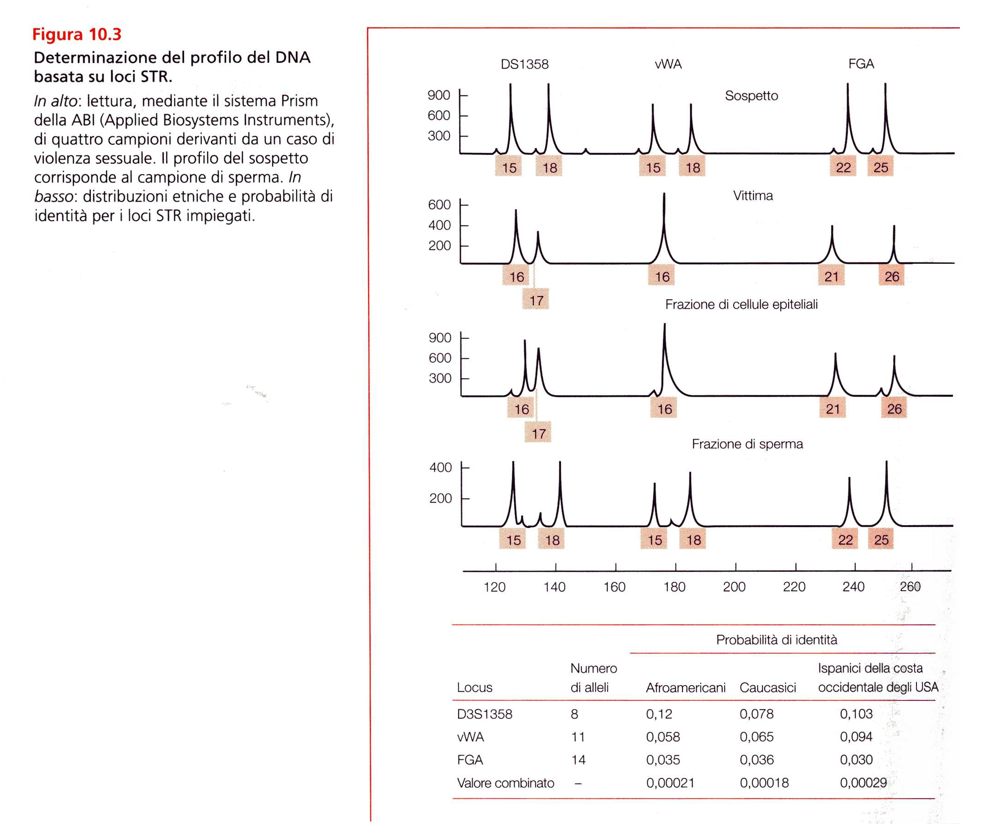 Figura 10.3
Determinazione del profilo del DNA
basata su loci STR.
In alto: lettura, mediante il sistema Prism
della ABI (Applied Biosystems Instruments),
di quattro campioni derivanti da un caso di
violenza sessuale. Il profilo del sospetto
corrisponde al campione di sperma. In
basso: distribuzioni etniche e probabilità di
identità per i loci STR impiegati.
DS1358 vWA FGA
Sospetto
900
600
300
15 18 15 18 22 25
Vittima
600
400
200
16 16 21 26
17
Frazione di cellule epiteliali
900
600
300
16 16 21 26
17
Frazione di sperma
400
200
15 18 15 18 22 25
120 140 160 180 200 220 240 260
Probabilità di identità
Numero Ispanici della costa
Locus di alleli Afroamericani Caucasici occidentale degli USA
D3S1358 8 0,12 0,078 0,103
vWA 11 0,058 0,065 0,094
FGA 14 0,035 0,036 0,030
Valore combinato – 0,00021 0,00018 0,00029